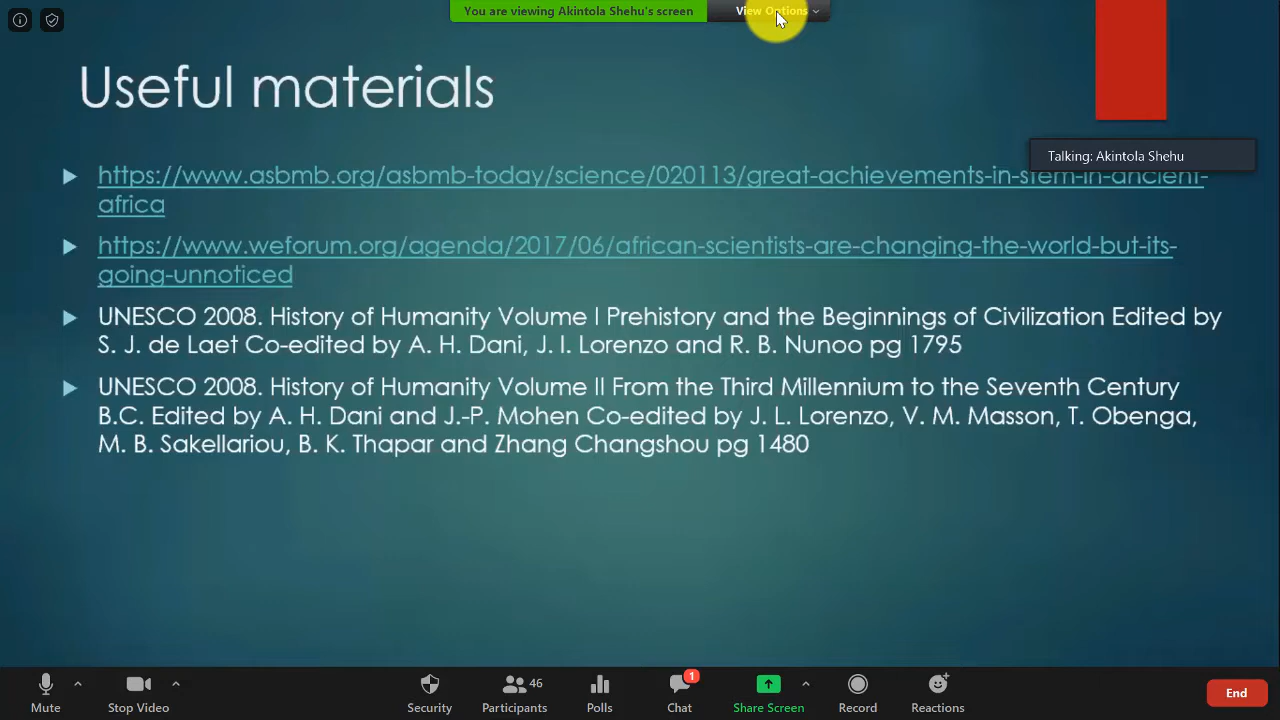 You are viewing Akintola Shehu's screen
View Options
Useful materials
Talking: Akintola Shehu
https://www.asbmb.org/asbmb-today/science/020113/great-achievements-in-stem-in-ancient-
africa
https://www.weforum.org/agenda/2017/06/african-scientists-are-changing-the-world-but-its-
going-unnoticed
UNESCO 2008. History of Humanity Volume I Prehistory and the Beginnings of Civilization Edited by
S. J. de Laet Co-edited by A. H. Dani, J. I. Lorenzo and R. B. Nunoo pg 1795
UNESCO 2008. History of Humanity Volume II From the Third Millennium to the Seventh Century
B.C. Edited by A. H. Dani and J.-P. Mohen Co-edited by J. L. Lorenzo, V. M. Masson, T. Obenga,
M. B. Sakellariou, B. K. Thapar and Zhang Changshou pg 1480
46
1
Mute
Stop Video
Security
Participants
Polls
Chat
Share Screen
Record
Reactions
End